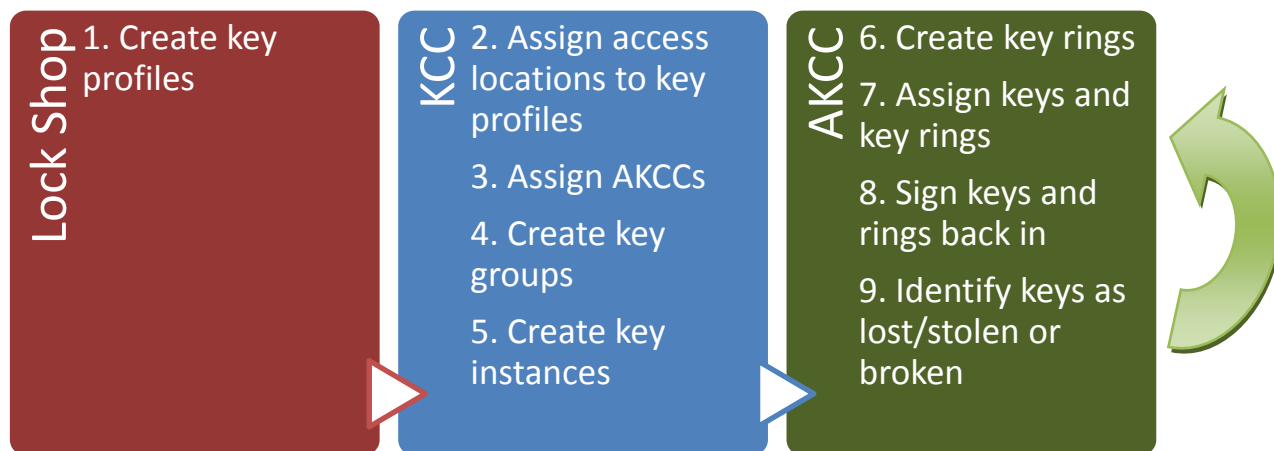 Lock Shop
1. Create key
profiles
KCC
2. Assign access
locations to key
profiles
3. Assign AKCCs
4. Create key
groups
5. Create key
instances
AKCC
6. Create key rings
7. Assign keys and
key rings
8. Sign keys and
rings back in
9. Identify keys as
lost/stolen or
broken